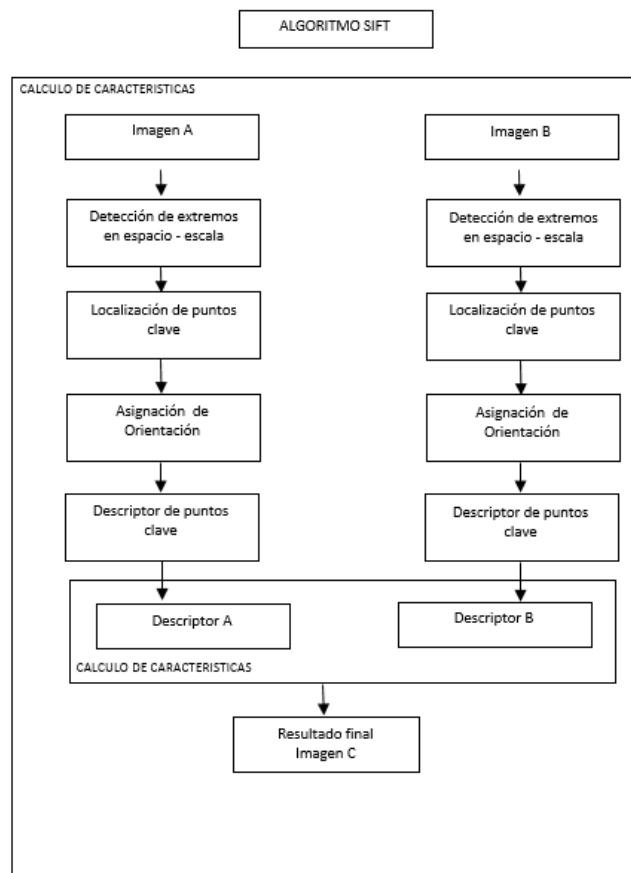 ALGORITMO SIFT
CALCULO DE CARACTERISTICAS
Imagen A
Imagen B
Detección de extremos
en espacio - escala
Detección de extremos
en espacio - escala
Localización de puntos
clave
Localización de puntos
clave
Asignación de
Orientación
Asignación de
Orientación
Descriptor de puntos
clave
Descriptor de puntos
clave
Descriptor A
Descriptor B
CALCULO DE CARACTERISTICAS
Resultado final
Imagen C